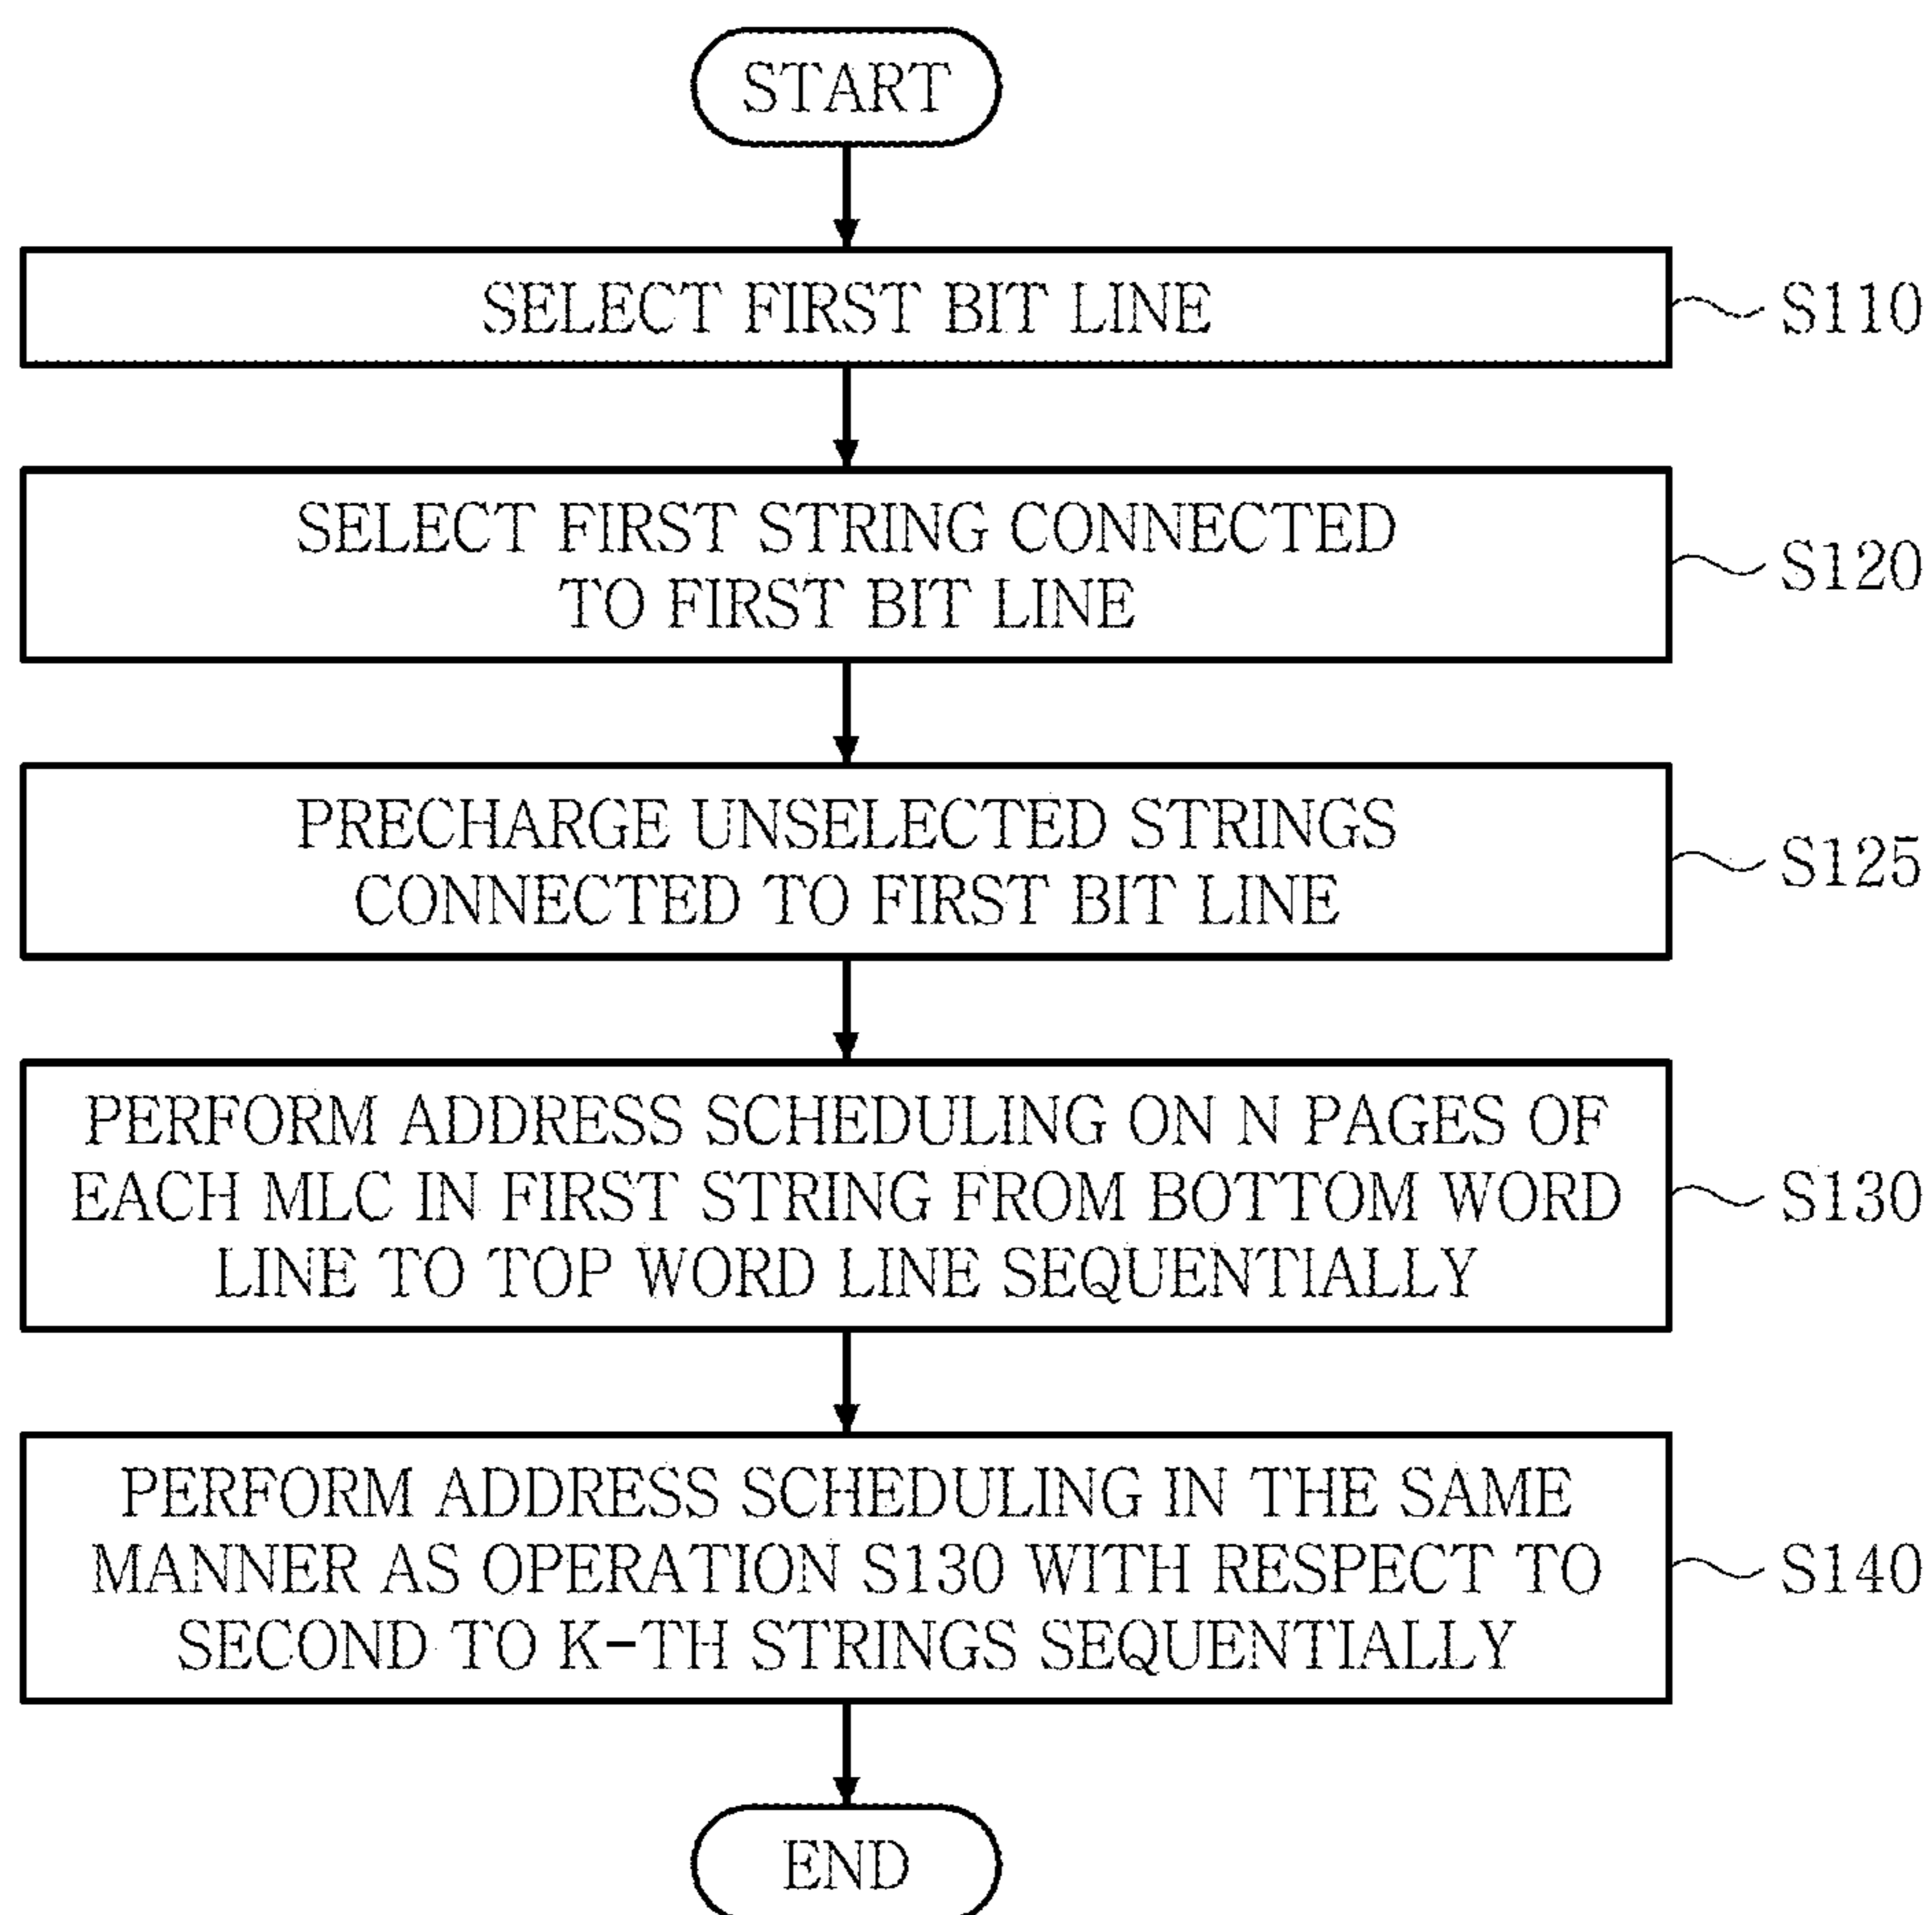 START
SELECT FIRST BIT LINE
S110
SELECT FIRST STRING CONNECTED
TO FIRST BIT LINE
S120
PRECHARGE UNSELECTED STRINGS
CONNECTED TO FIRST BIT LINE
S125
PERFORM ADDRESS SCHEDULING ON N PAGES OF
EACH MLC IN FIRST STRING FROM BOTTOM WORD
LINE TO TOP WORD LINE SEQUENTIALLY
S130
PERFORM ADDRESS SCHEDULING IN THE SAME
MANNER AS OPERATION S130 WITH RESPECT TO
SECOND TO K-TH STRINGS SEQUENTIALLY
S140
END